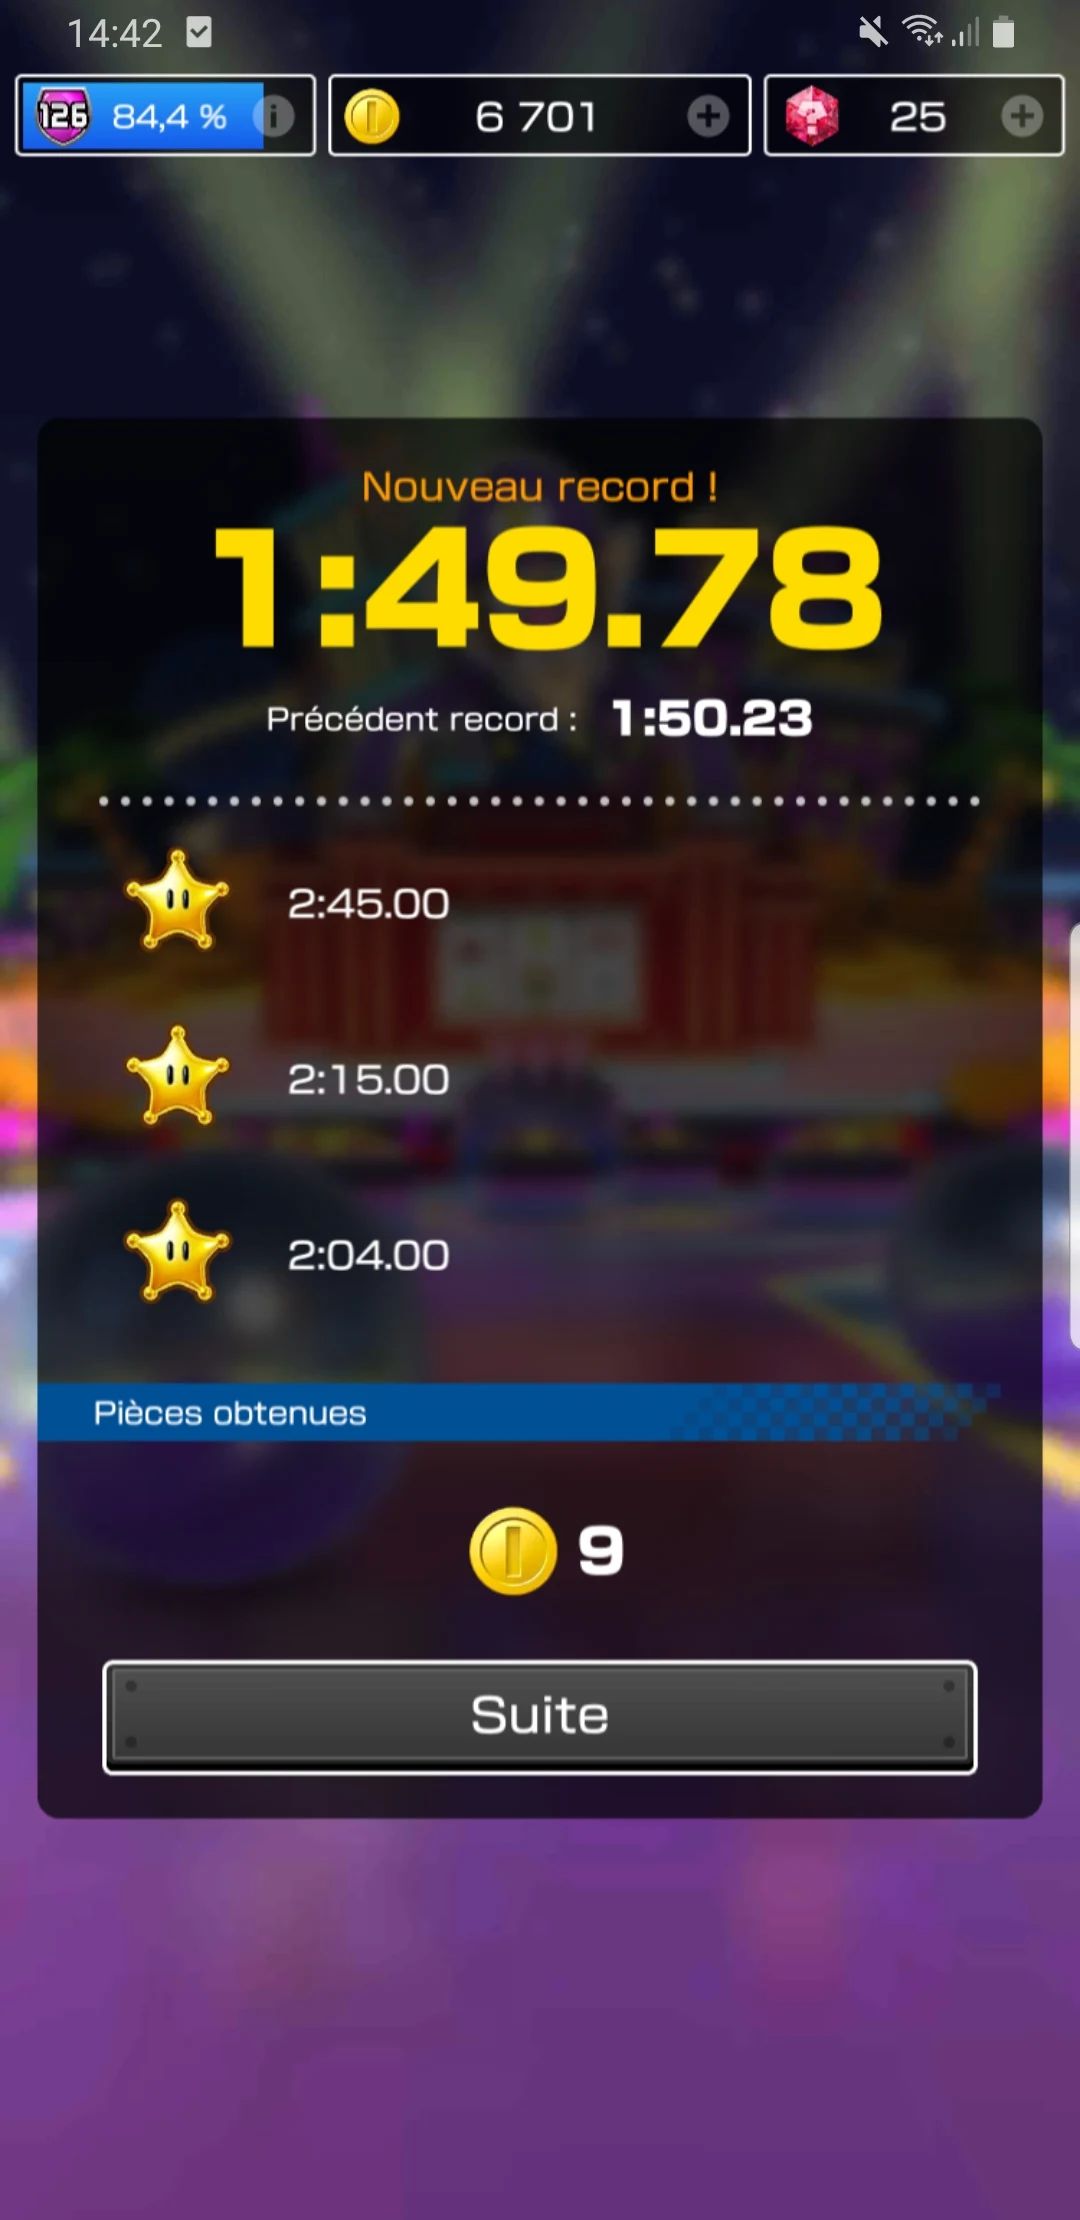 14:42
126 84,4 % i 6 701 + ? 25 +
Nouveau record !
1:49.78
Précédent record : 1:50.23
2:45.00
2:15.00
2:04.00
Pièces obtenues
9
Suite